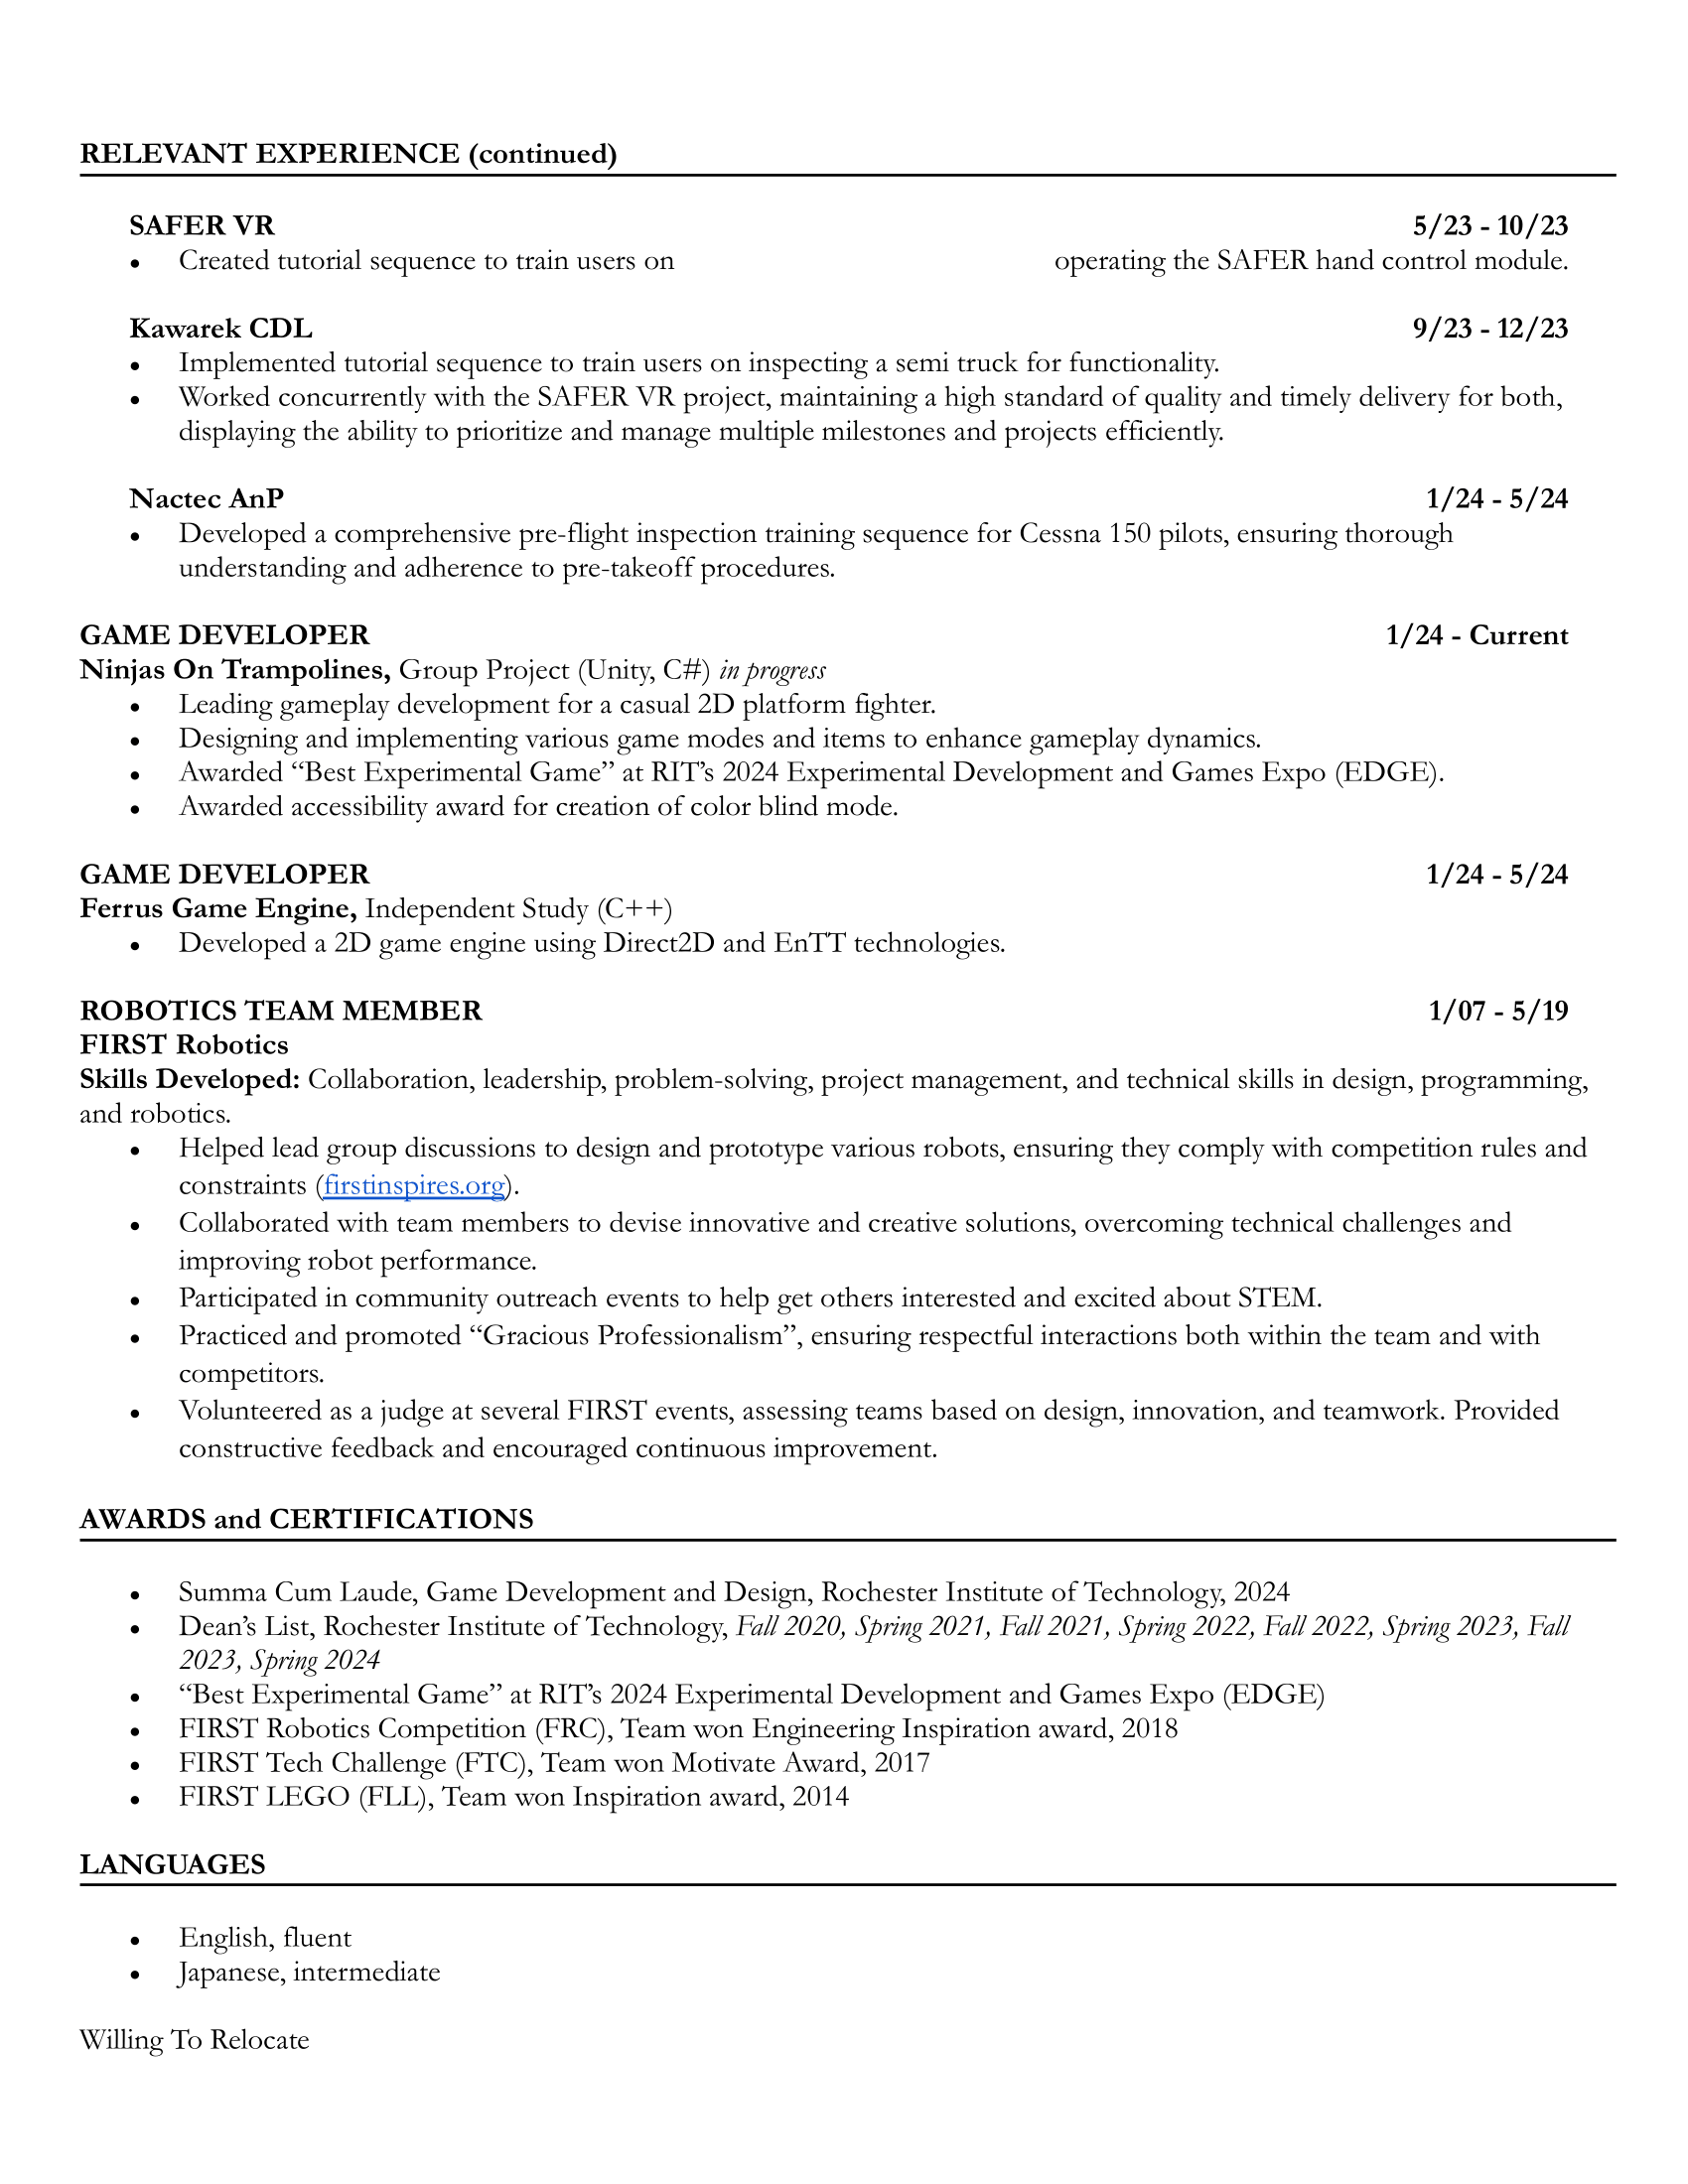 RELEVANT EXPERIENCE (continued)
SAFER VR 5/23 - 10/23
● Created tutorial sequence to train users on operating the SAFER hand control module.
Kawarek CDL 9/23 - 12/23
● Implemented tutorial sequence to train users on inspecting a semi truck for functionality.
● Worked concurrently with the SAFER VR project, maintaining a high standard of quality and timely delivery for both,
displaying the ability to prioritize and manage multiple milestones and projects efficiently.
Nactec AnP 1/24 - 5/24
● Developed a comprehensive pre-flight inspection training sequence for Cessna 150 pilots, ensuring thorough
understanding and adherence to pre-takeoff procedures.
GAME DEVELOPER 1/24 - Current
Ninjas On Trampolines, Group Project (Unity, C#) in progress
● Leading gameplay development for a casual 2D platform fighter.
● Designing and implementing various game modes and items to enhance gameplay dynamics.
● Awarded “Best Experimental Game” at RIT’s 2024 Experimental Development and Games Expo (EDGE).
● Awarded accessibility award for creation of color blind mode.
GAME DEVELOPER 1/24 - 5/24
Ferrus Game Engine, Independent Study (C++)
● Developed a 2D game engine using Direct2D and EnTT technologies.
ROBOTICS TEAM MEMBER 1/07 - 5/19
FIRST Robotics
Skills Developed: Collaboration, leadership, problem-solving, project management, and technical skills in design, programming,
and robotics.
● Helped lead group discussions to design and prototype various robots, ensuring they comply with competition rules and
constraints (firstinspires.org).
● Collaborated with team members to devise innovative and creative solutions, overcoming technical challenges and
improving robot performance.
● Participated in community outreach events to help get others interested and excited about STEM.
● Practiced and promoted “Gracious Professionalism”, ensuring respectful interactions both within the team and with
competitors.
● Volunteered as a judge at several FIRST events, assessing teams based on design, innovation, and teamwork. Provided
constructive feedback and encouraged continuous improvement.
AWARDS and CERTIFICATIONS
● Summa Cum Laude, Game Development and Design, Rochester Institute of Technology, 2024
● Dean’s List, Rochester Institute of Technology, Fall 2020, Spring 2021, Fall 2021, Spring 2022, Fall 2022, Spring 2023, Fall
2023, Spring 2024
● “Best Experimental Game” at RIT’s 2024 Experimental Development and Games Expo (EDGE)
● FIRST Robotics Competition (FRC), Team won Engineering Inspiration award, 2018
● FIRST Tech Challenge (FTC), Team won Motivate Award, 2017
● FIRST LEGO (FLL), Team won Inspiration award, 2014
LANGUAGES
● English, fluent
● Japanese, intermediate
Willing To Relocate